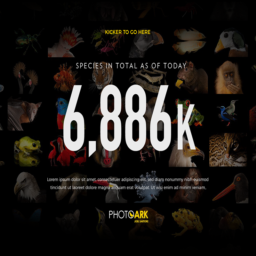 KICKER TO GO HERE
SPECIES IN TOTAL AS OF TODAY
6,886K
Lorem ipsum dolor sit amet, consectetur adipiscing elit, sed diam nonummy nibh euismod
tincidunt ut laoreet dolore magna aliquam erat volutpat. Ut wisi enim ad minim veniam.
PHOTO ARK